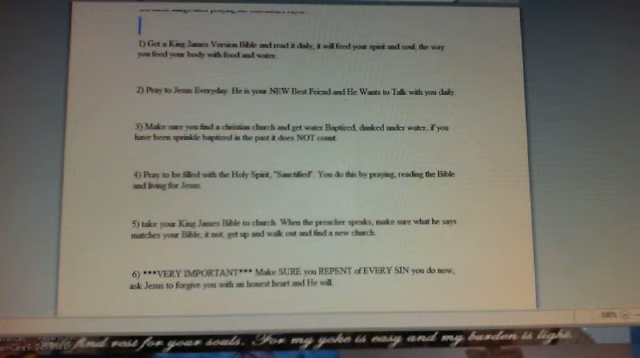 1) Get a King James Version Bible and read it daily, it will feed your spirit and soul, the way
you feed your body with food and water.
2) Pray to Jesus Everyday. He is your NEW Best Friend and He Wants to Talk with you daily.
3) Make sure you find a christian church and get water Baptized, dunked under water, if you
have been sprinkle baptized in the past it does NOT count.
4) Pray to be filled with the Holy Spirit, "Sanctified". You do this by praying, reading the Bible
and living for Jesus.
5) take your King James Bible to church. When the preacher speaks, make sure what he says
matches your Bible, if not, get up and walk out and find a new church.
6) ***VERY IMPORTANT*** Make SURE you REPENT of EVERY SIN you do now,
ask Jesus to forgive you with an honest heart and He will.
100%
find rest for your souls. For my yoke is easy and my burden is light.